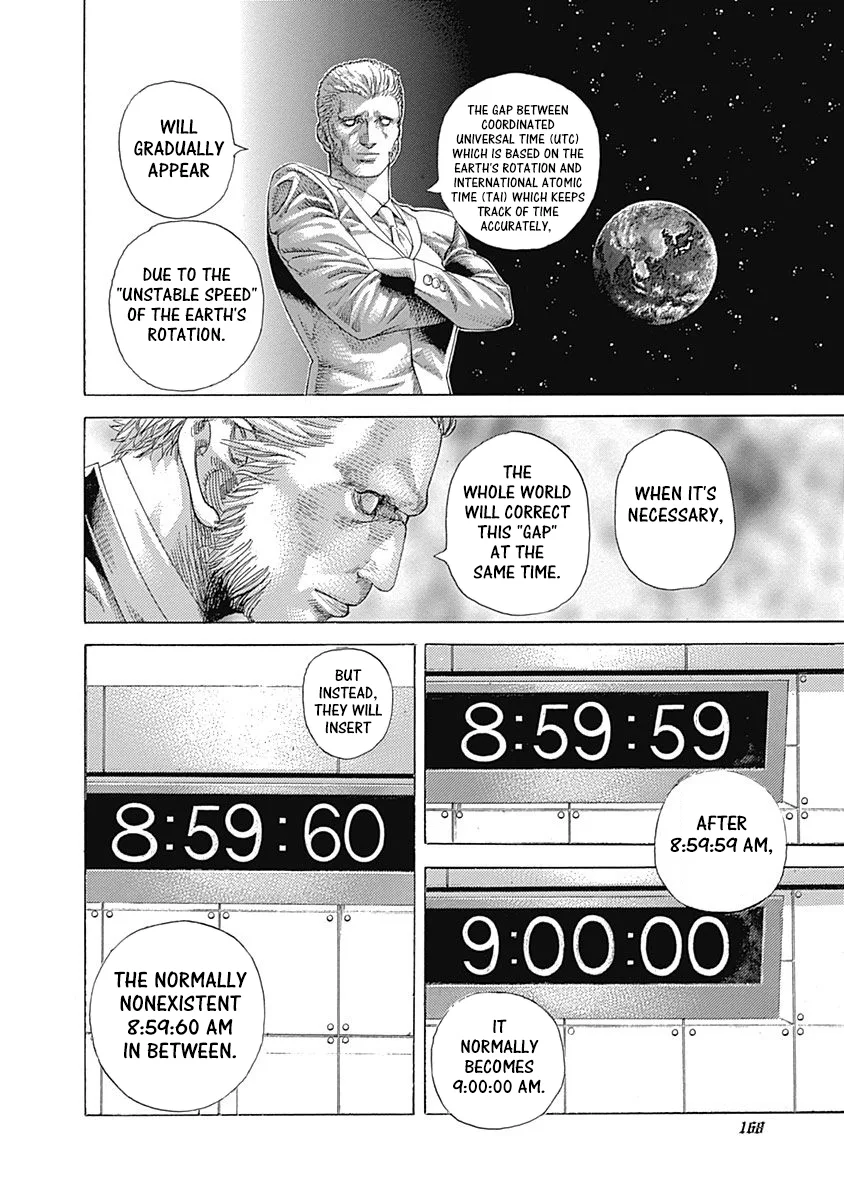 THE GAP BETWEEN
COORDINATED
UNIVERSAL TIME (UTC)
WHICH IS BASED ON THE
EARTH'S ROTATION AND
INTERNATIONAL ATOMIC
TIME (TAI) WHICH KEEPS
TRACK OF TIME
ACCURATELY,
WILL
GRADUALLY
APPEAR
DUE TO THE
"UNSTABLE SPEED"
OF THE EARTH'S
ROTATION.
WHEN IT'S
NECESSARY,
THE
WHOLE WORLD
WILL CORRECT
THIS "GAP"
AT THE
SAME TIME.
8:59:59
AFTER
8:59:59 AM,
9:00:00
IT
NORMALLY
BECOMES
9:00:00 AM.
BUT
INSTEAD,
THEY WILL
INSERT
8:59:60
THE NORMALLY
NONEXISTENT
8:59:60 AM
IN BETWEEN.
168